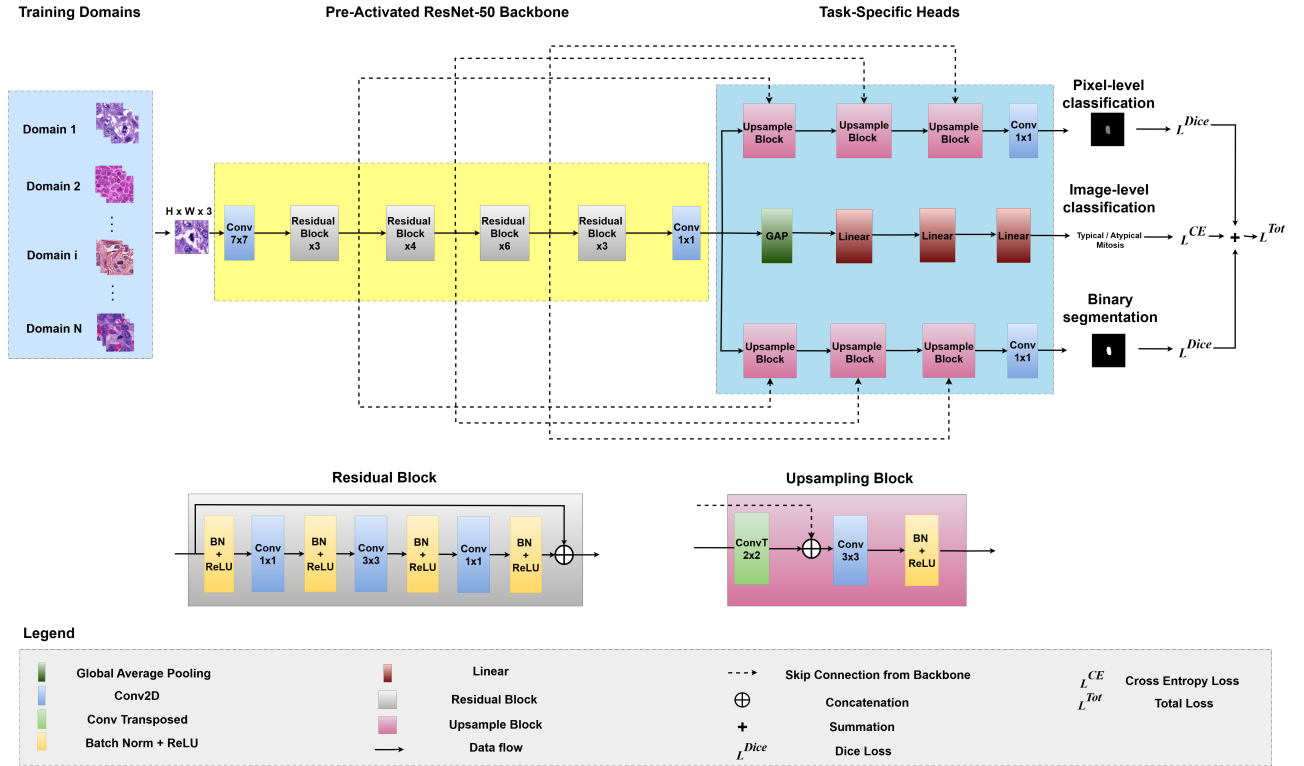 Training Domains
Pre-Activated ResNet-50 Backbone
Task-Specific Heads
Domain 1
Domain 2
Domain i
Domain N
H x W x 3
Conv
7x7
Residual
Block
x3
Residual
Block
x4
Residual
Block
x6
Residual
Block
x3
Conv
1x1
Upsample
Block
Upsample
Block
Upsample
Block
Conv
1x1
Pixel-level
classification
L^Dice
GAP
Linear
Linear
Linear
Image-level
classification
Typical / Atypical
Mitosis
L^CE
+
L^Tot
Upsample
Block
Upsample
Block
Upsample
Block
Conv
1x1
Binary
segmentation
L^Dice
Residual Block
BN
+
ReLU
Conv
1x1
BN
+
ReLU
Conv
3x3
BN
+
ReLU
Conv
1x1
BN
+
ReLU
Upsampling Block
ConvT
2x2
Conv
3x3
BN
+
ReLU
Legend
Global Average Pooling
Conv2D
Conv Transposed
Batch Norm + ReLU
Linear
Residual Block
Upsample Block
Data flow
Skip Connection from Backbone
Concatenation
+ Summation
L^Dice Dice Loss
L^CE Cross Entropy Loss
L^Tot Total Loss